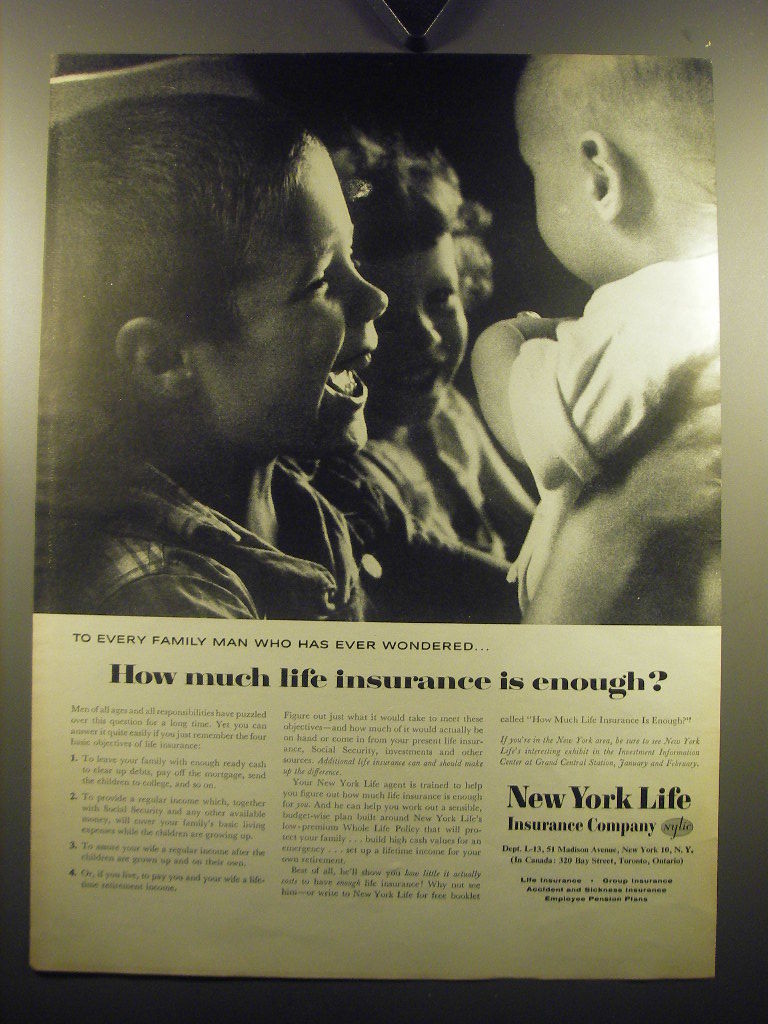 TO EVERY FAMILY MAN WHO HAS EVER WONDERED...
How much life insurance is enough?
Men of all ages and all responsibilities have puzzled
over this question for a long time. Yet you can
answer it quite easily if you just remember the four
basic objectives of life insurance:
1. To leave your family with enough ready cash
to clear up debts, pay off the mortgage, send
the children to college, and so on.
2. To provide a regular income which, together
with Social Security and any other available
money, will cover your family's basic living
expenses while the children are growing up.
3. To assure your wife a regular income after the
children are grown up and on their own.
4. Or, if you live, to pay you and your wife a life-
time retirement income.
Figure out just what it would take to meet these
objectives—and how much of it would actually be
on hand or come in from your present life insur-
ance, Social Security, investments and other
sources. Additional life insurance can and should make
up the difference.
Your New York Life agent is trained to help
you figure out how much life insurance is enough
for you. And he can help you work out a sensible,
budget-wise plan built around New York Life's
low-premium Whole Life Policy that will pro-
tect your family . . . build high cash values for an
emergency . . . set up a lifetime income for your
own retirement.
Best of all, he'll show you how little it actually
costs to have enough life insurance! Why not see
him—or write to New York Life for free booklet
called "How Much Life Insurance Is Enough?"!
If you're in the New York area, be sure to see New York
Life's interesting exhibit in the Investment Information
Center at Grand Central Station, January and February.
New York Life
Insurance Company nylic
Dept. L-13, 51 Madison Avenue, New York 10, N. Y.
(In Canada: 320 Bay Street, Toronto, Ontario)
Life Insurance • Group Insurance
Accident and Sickness Insurance
Employee Pension Plans